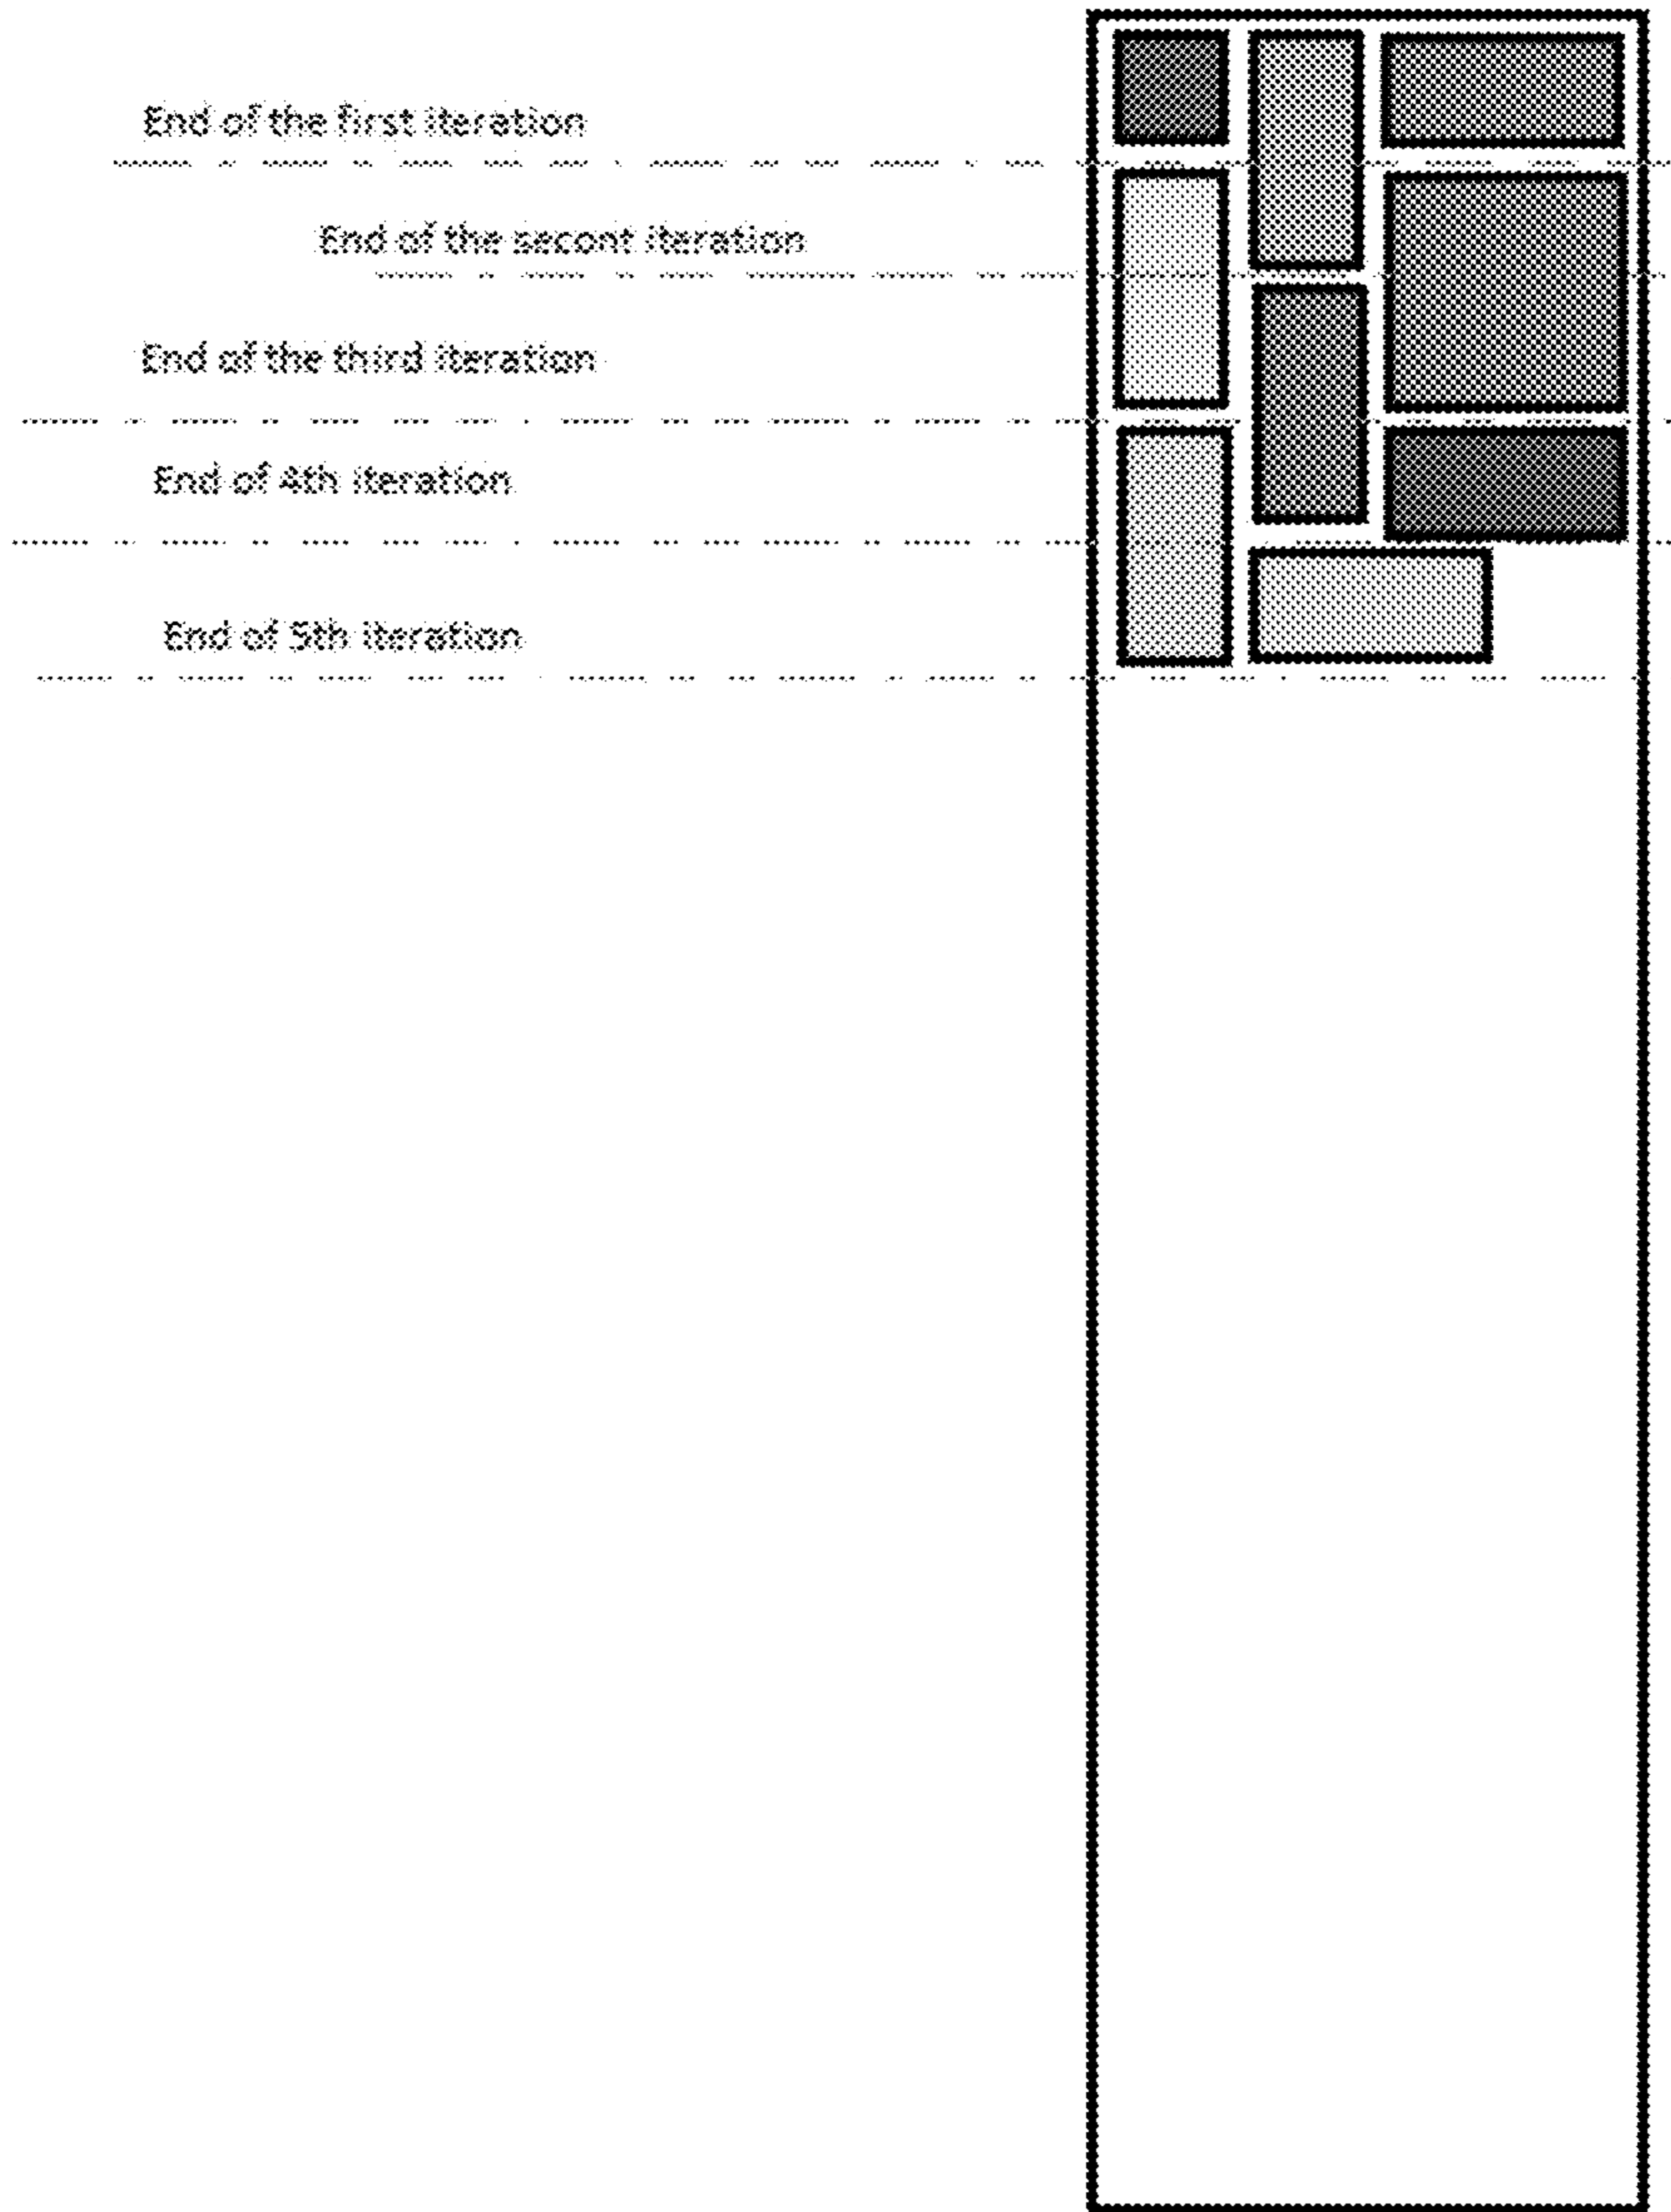 End of the first iteration
End of the secont iteration
End of the third iteration
End of 4th iteration
End of 5th iteration